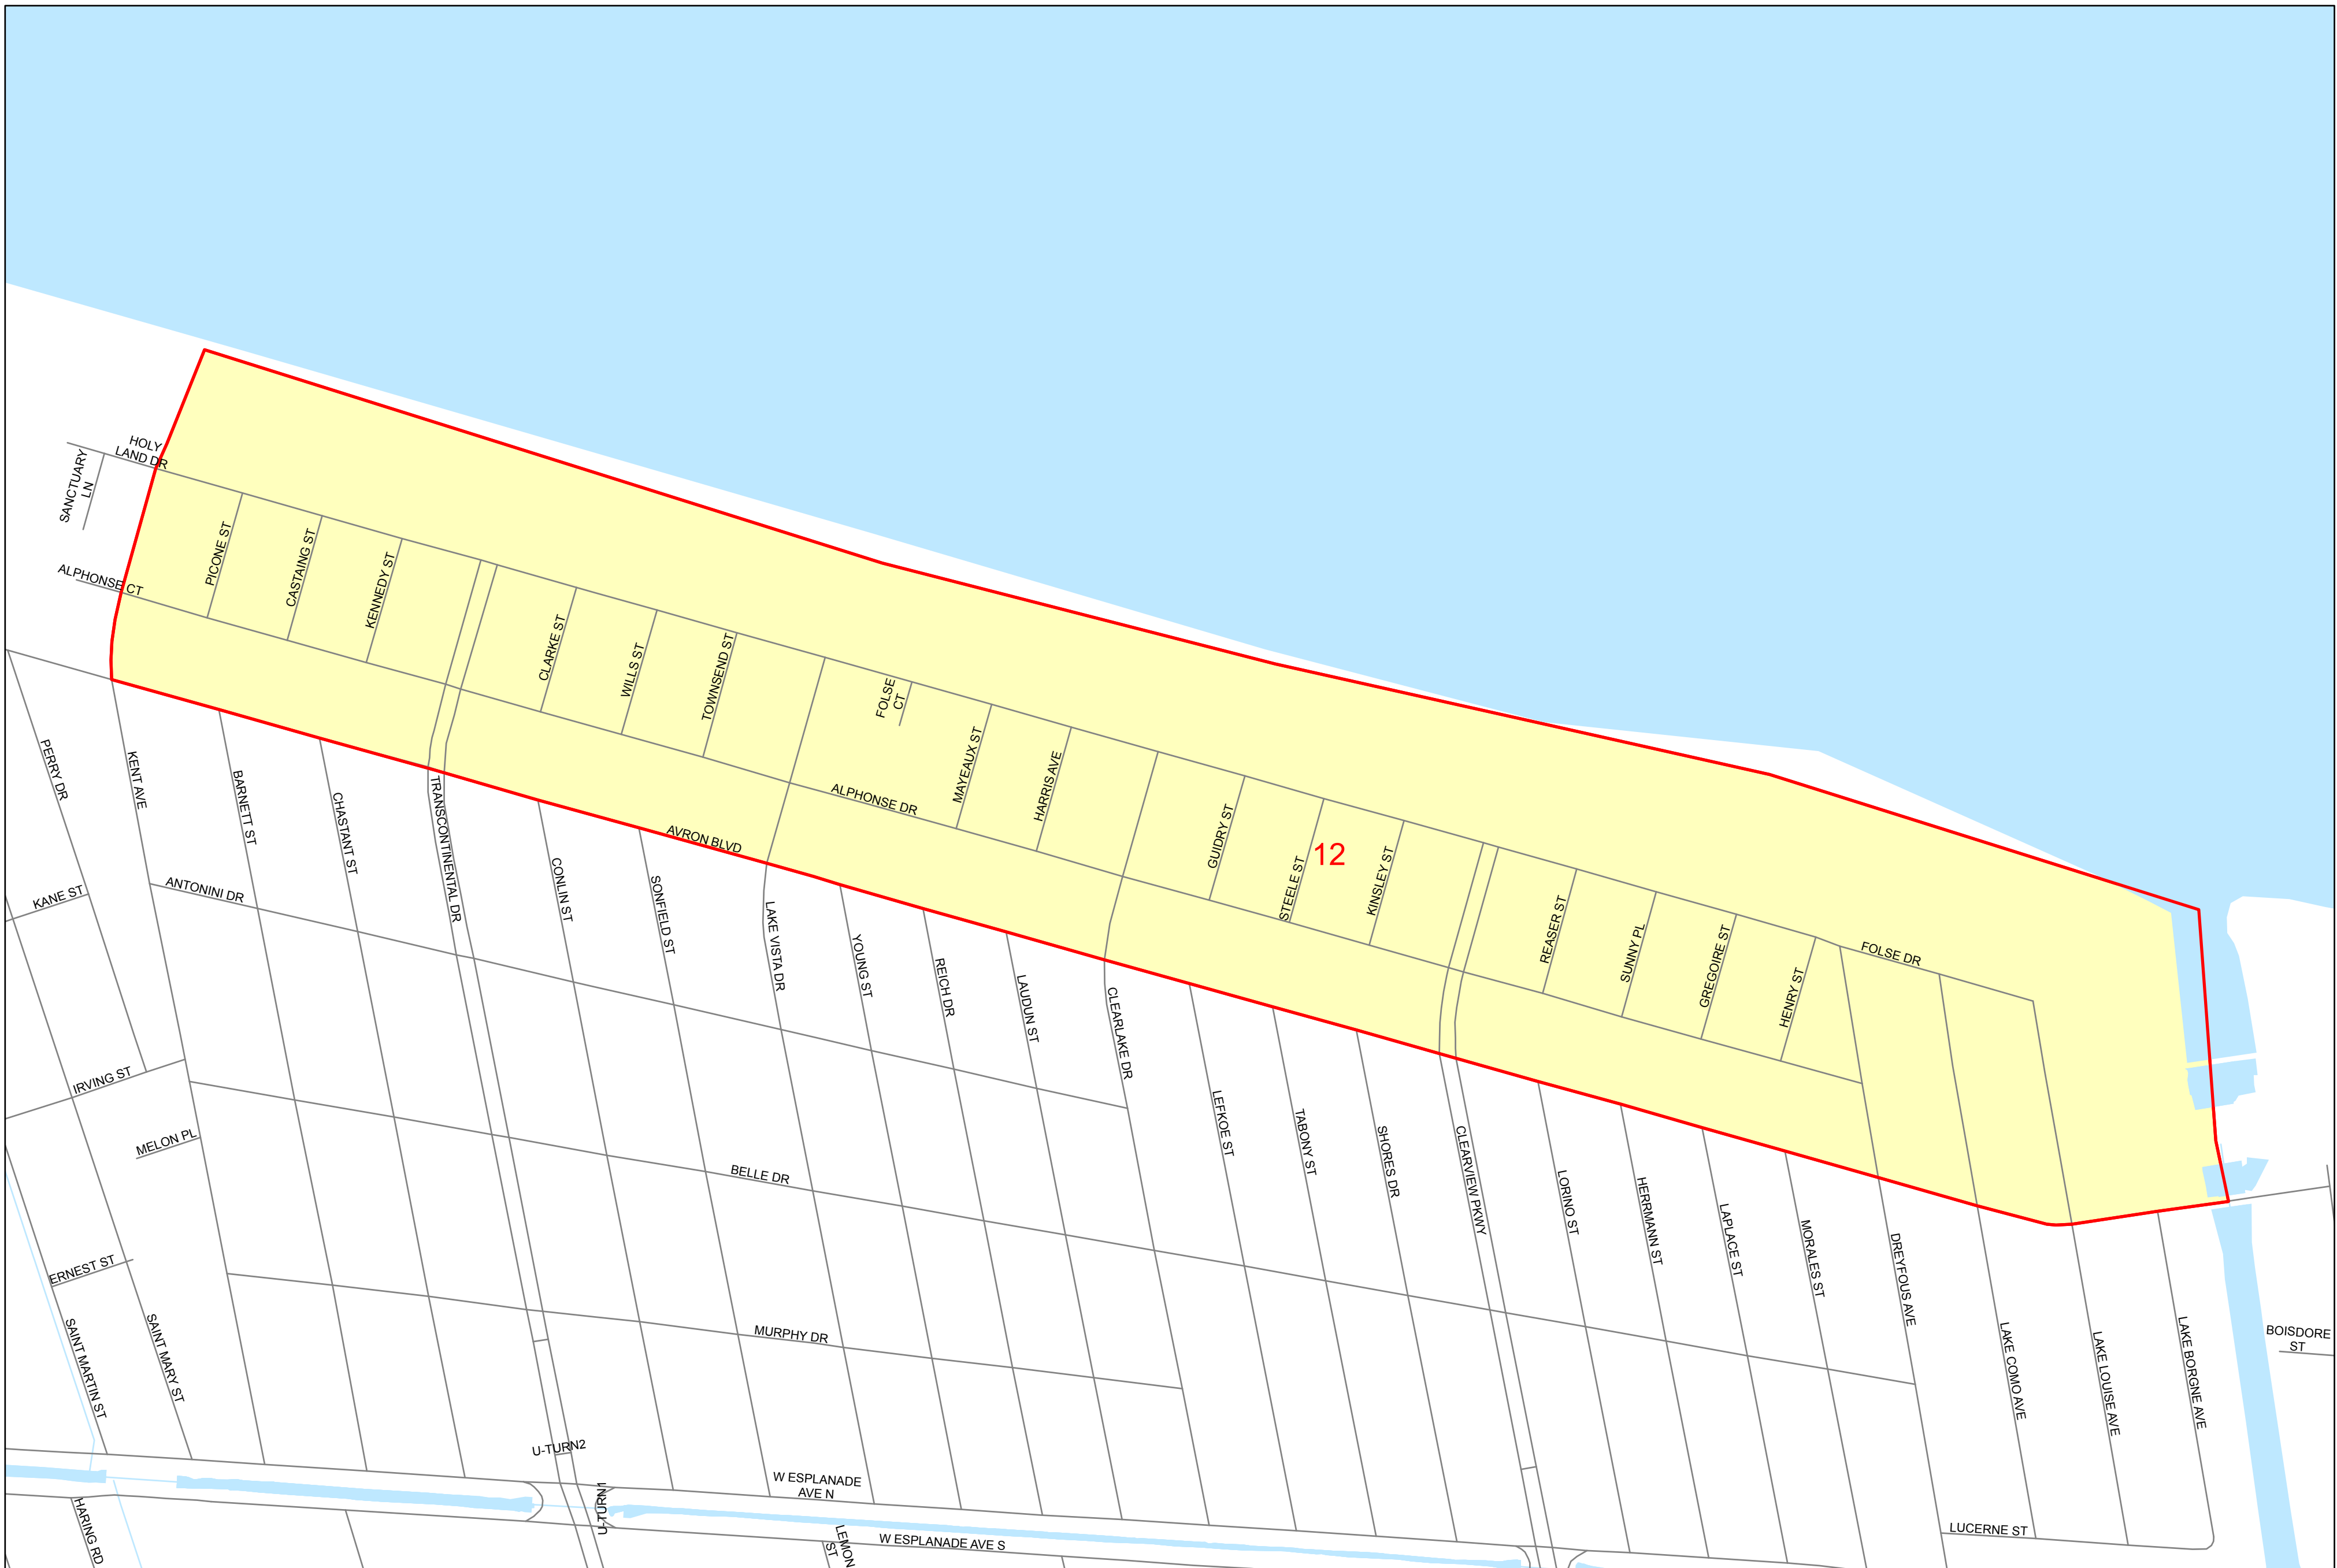 HOLY
LAND DR
SANCTUARY
LN
ALPHONSE CT
PICONE ST
CASTAING ST
KENNEDY ST
CLARKE ST
WILLS ST
TOWNSEND ST
FOLSE
CT
MAYEAUX ST
HARRIS AVE
ALPHONSE DR
GUIDRY ST
STEELE ST
12
KINSLEY ST
REASER ST
SUNNY PL
GREGOIRE ST
HENRY ST
FOLSE DR
AVRON BLVD
PERRY DR
KENT AVE
BARNETT ST
CHASTANT ST
TRANSCONTINENTAL DR
CONLIN ST
SONFIELD ST
LAKE VISTA DR
YOUNG ST
REICH DR
LAUDUN ST
CLEARLAKE DR
LEFKOE ST
TABONY ST
SHORES DR
CLEARVIEW PKWY
LORINO ST
HERRMANN ST
LAPLACE ST
MORALES ST
DREYFOUS AVE
LAKE COMO AVE
LAKE LOUISE AVE
LAKE BORGNE AVE
BOISDORE
ST
KANE ST
ANTONINI DR
IRVING ST
MELON PL
BELLE DR
ERNEST ST
MURPHY DR
SAINT MARTIN ST
SAINT MARY ST
U-TURN2
U-TURN1
W ESPLANADE
AVE N
W ESPLANADE AVE S
LEMON
ST
HARING RD
LUCERNE ST